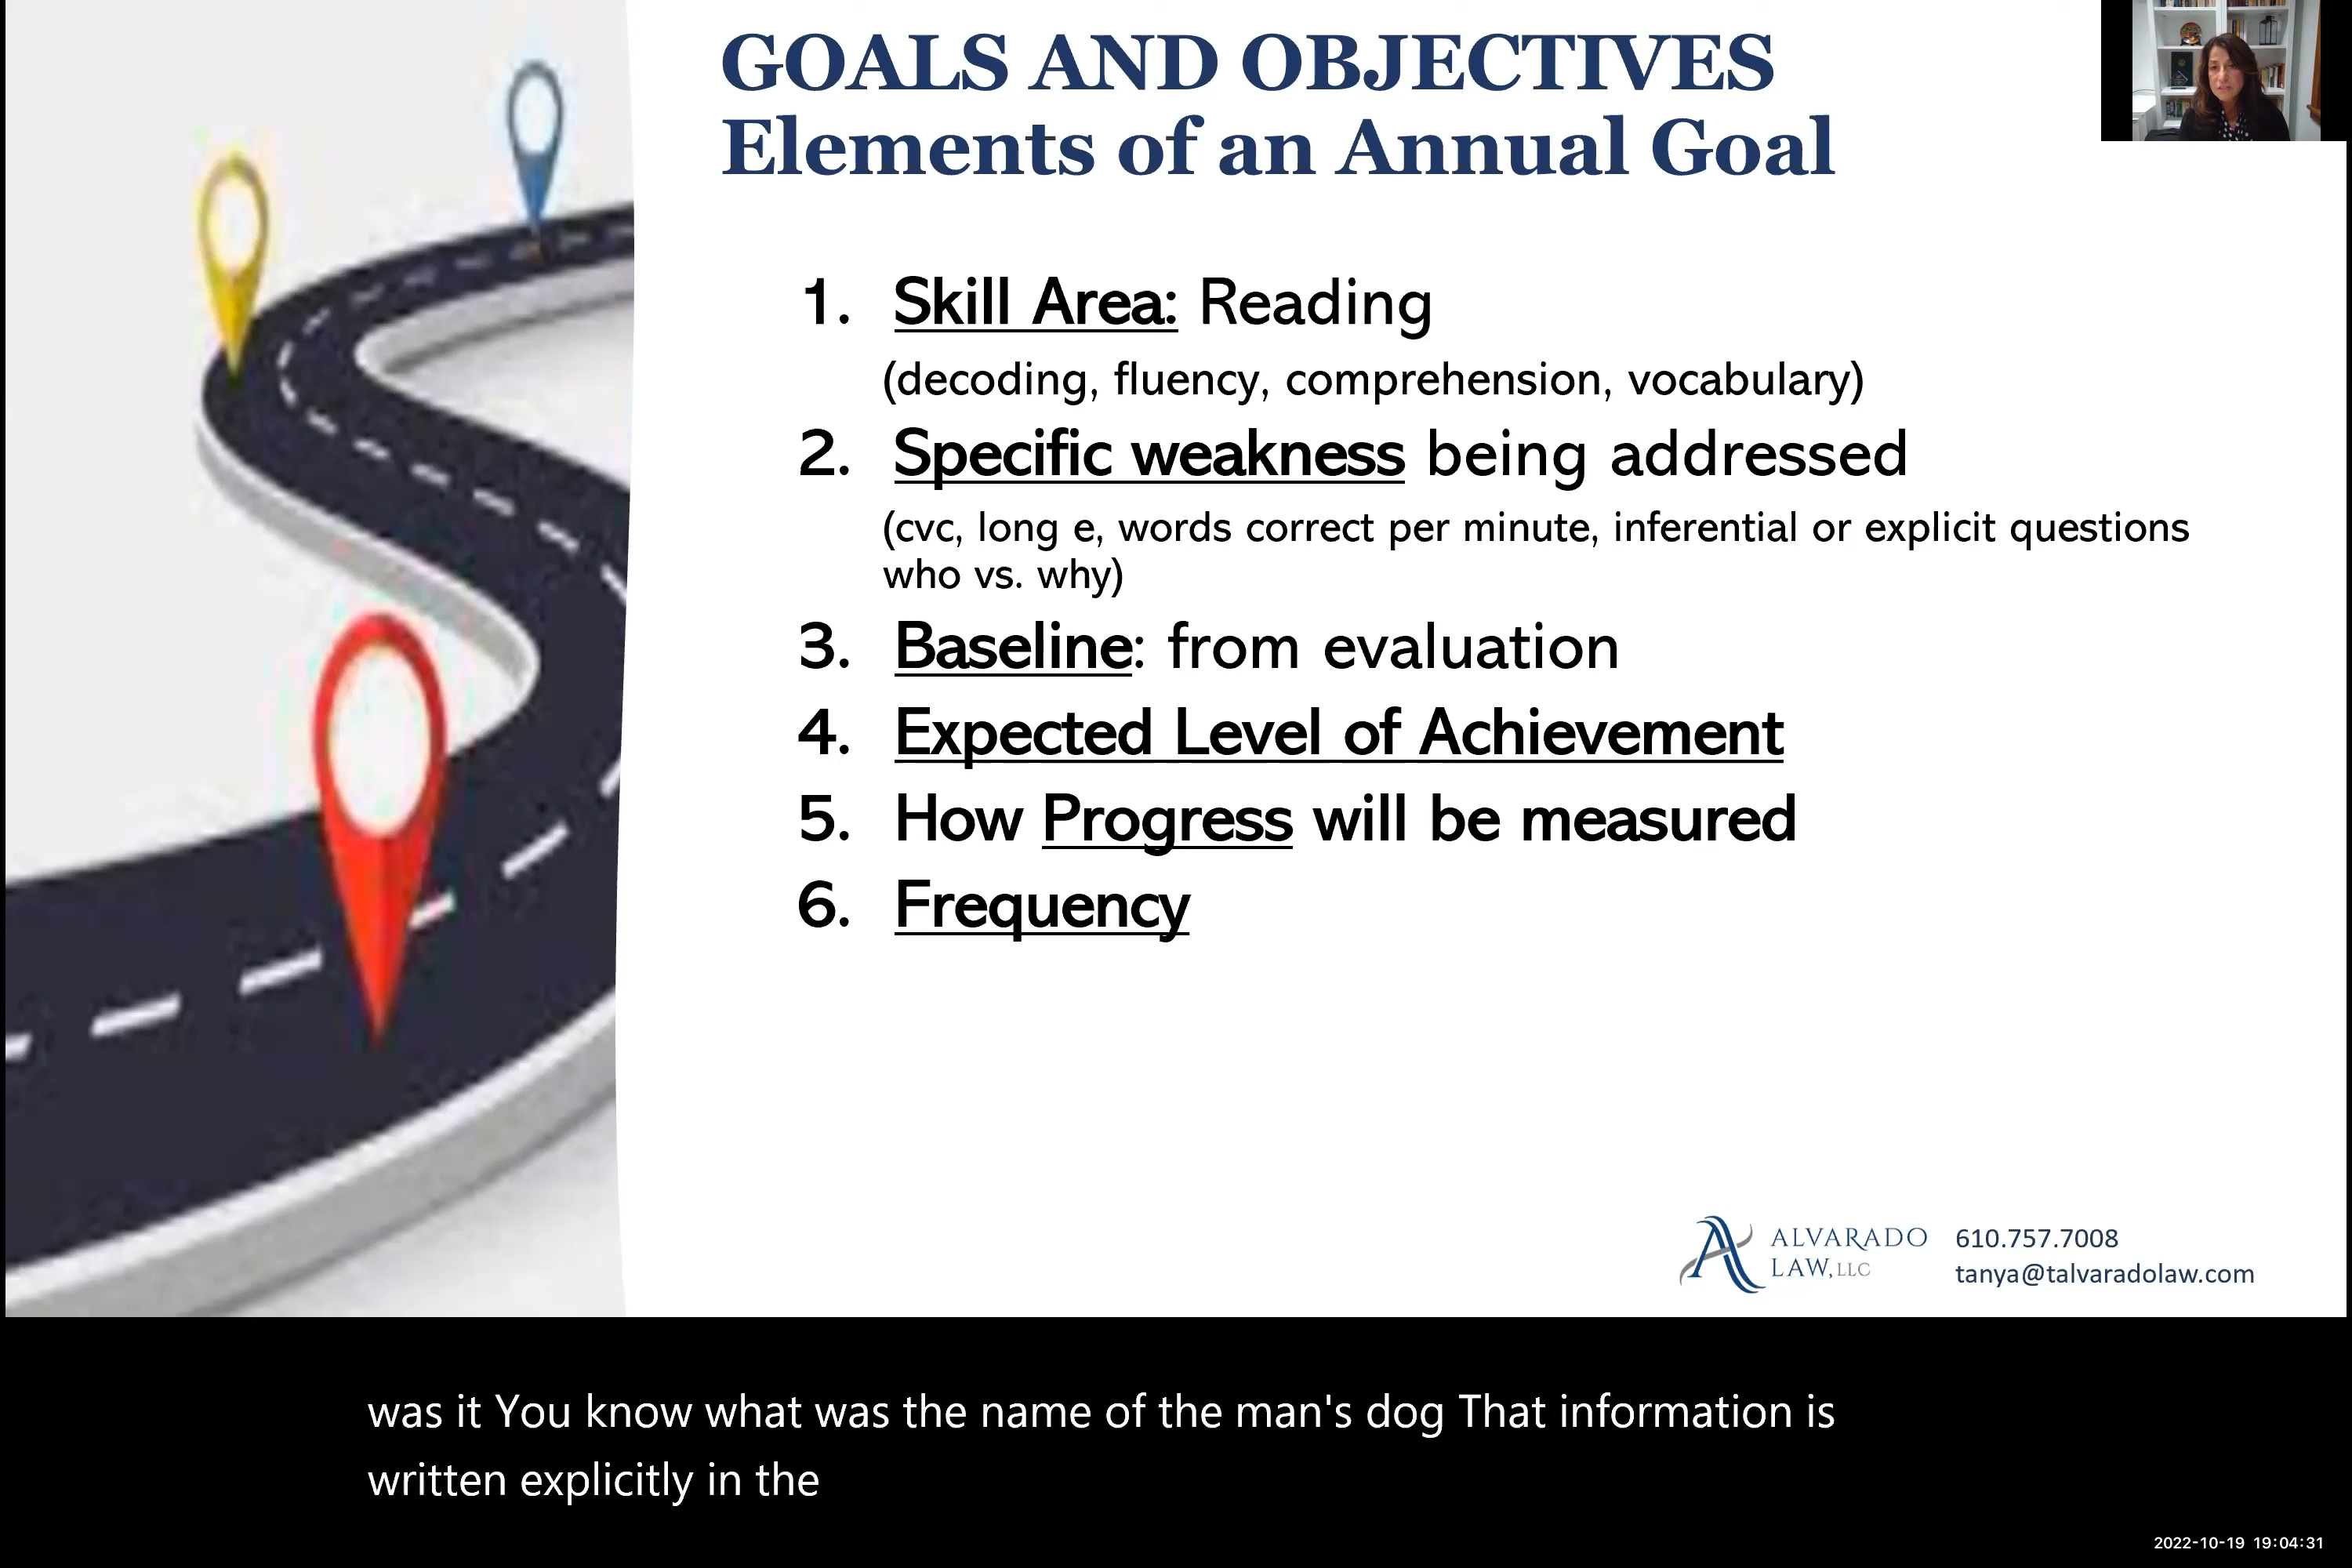 GOALS AND OBJECTIVES
Elements of an Annual Goal
1. Skill Area: Reading
(decoding, fluency, comprehension, vocabulary)
2. Specific weakness being addressed
(cvc, long e, words correct per minute, inferential or explicit questions
who vs. why)
3. Baseline: from evaluation
4. Expected Level of Achievement
5. How Progress will be measured
6. Frequency
ALVARADO
LAW, LLC
610.757.7008
tanya@talvaradolaw.com
was it You know what was the name of the man's dog That information is
written explicitly in the
2022-10-19 19:04:31